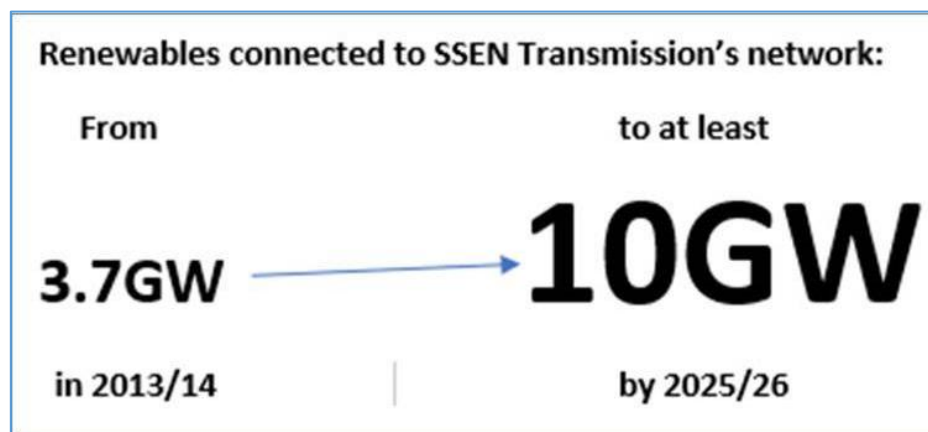 Renewables connected to SSEN Transmission’s network:
From to at least
3.7GW 10GW
in 2013/14 by 2025/26